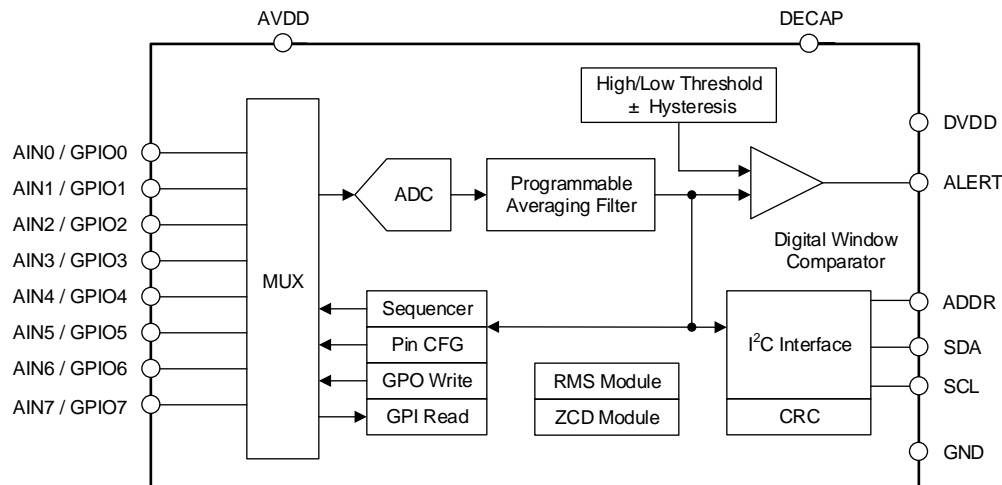 AVDD
DECAP
High/Low Threshold
± Hysteresis
DVDD
AIN0 / GPIO0
AIN1 / GPIO1
AIN2 / GPIO2
AIN3 / GPIO3
AIN4 / GPIO4
AIN5 / GPIO5
AIN6 / GPIO6
AIN7 / GPIO7
MUX
ADC
Programmable
Averaging Filter
ALERT
Digital Window
Comparator
Sequencer
Pin CFG
GPO Write
GPI Read
RMS Module
ZCD Module
I²C Interface
CRC
ADDR
SDA
SCL
GND